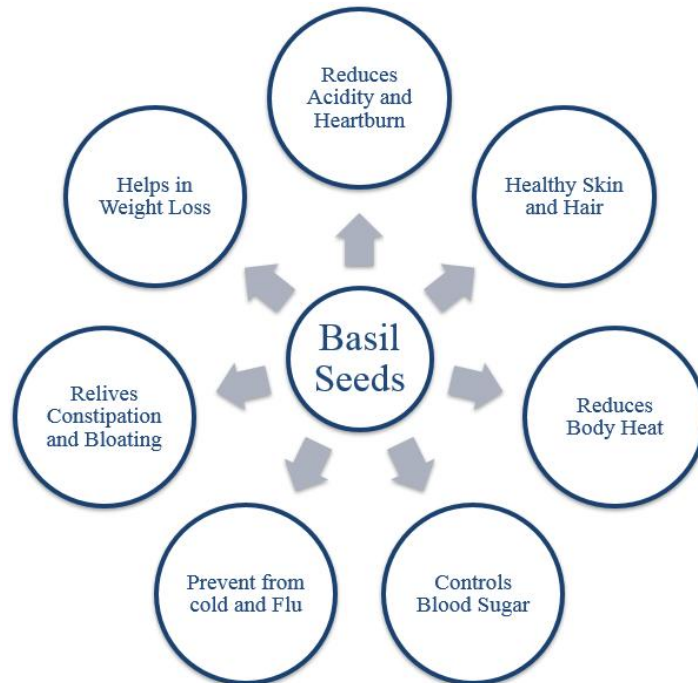 Reduces
Acidity and
Heartburn
Healthy Skin
and Hair
Reduces
Body Heat
Controls
Blood Sugar
Prevent from
cold and Flu
Relives
Constipation
and Bloating
Helps in
Weight Loss
Basil
Seeds